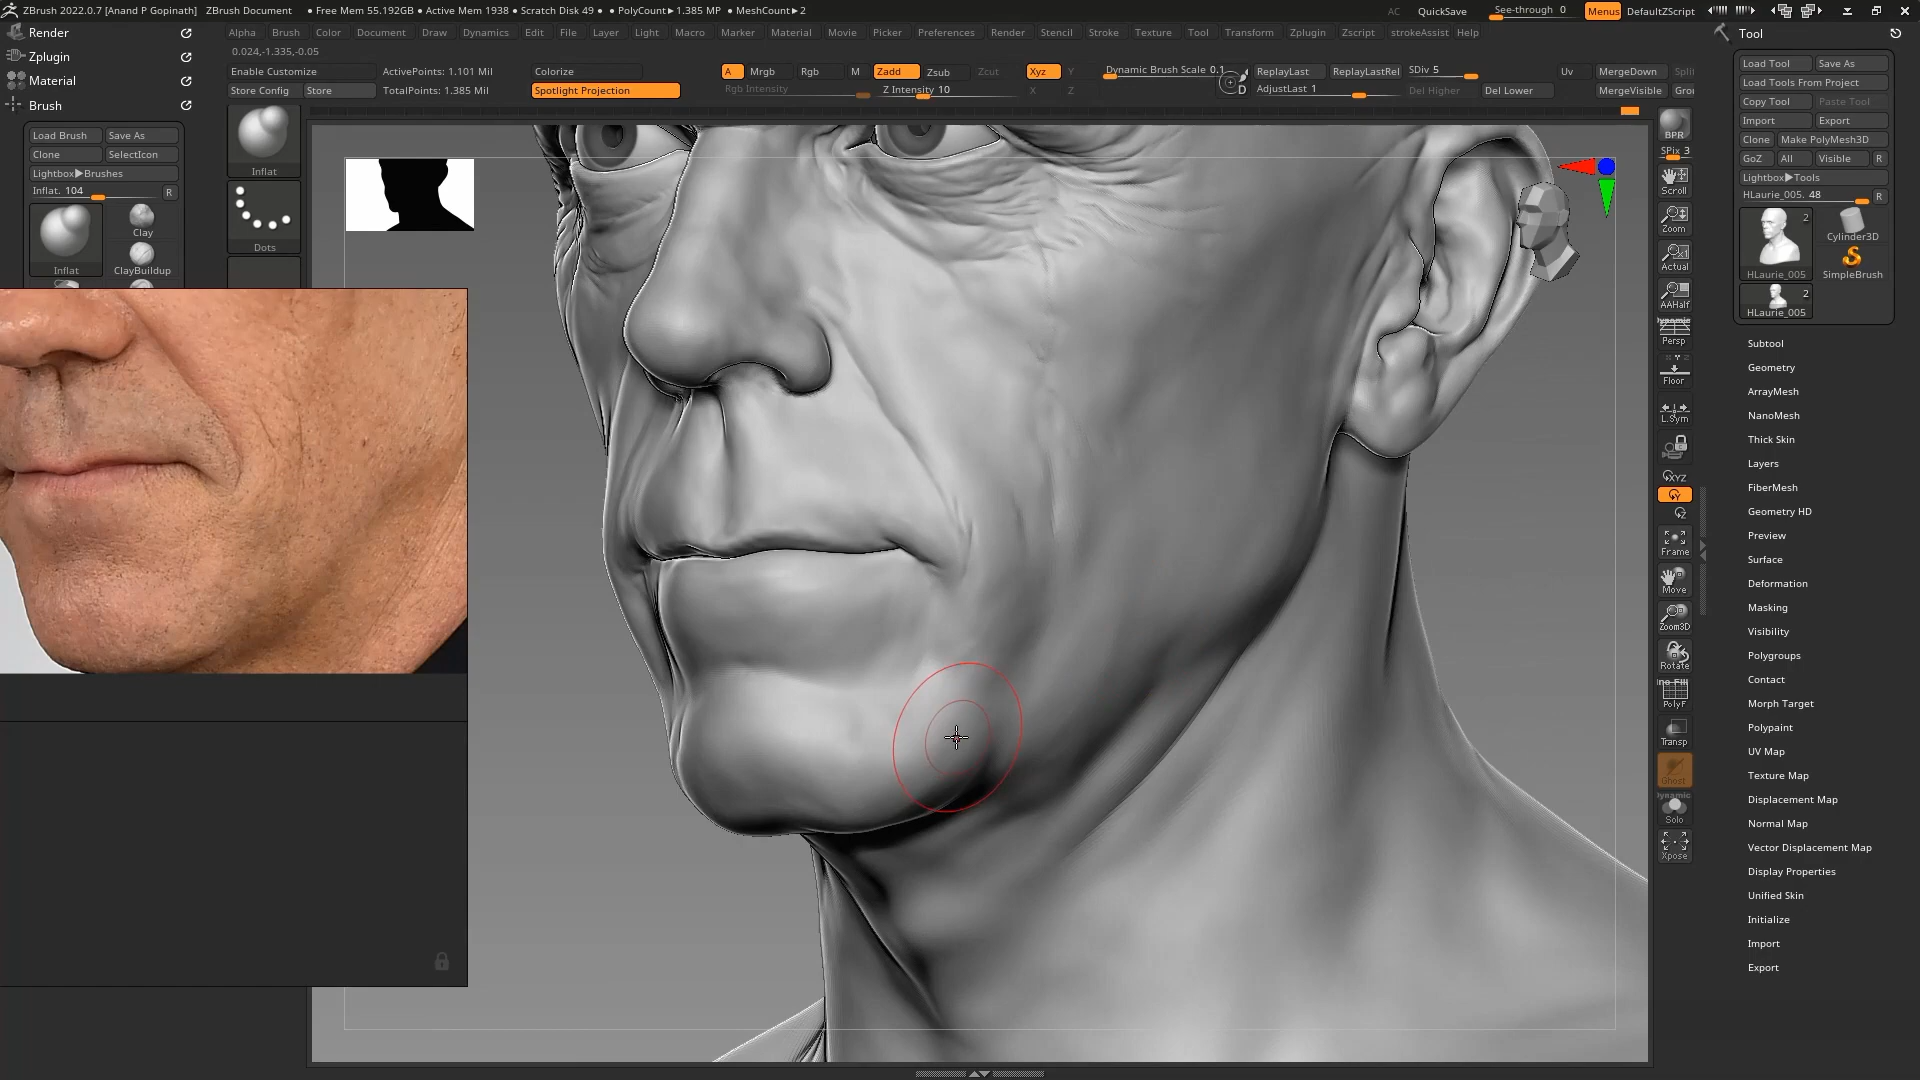 ZBrush 2022.0.7 [Anand P Gopinath] ZBrush Document • Free Mem 55.192GB • Active Mem 1938 • Scratch Disk 49 • PolyCount▶1.385 MP • MeshCount▶2 AC QuickSave See-through 0 Menus DefaultZScript
Alpha Brush Color Document Draw Dynamics Edit File Layer Light Macro Marker Material Movie Picker Preferences Render Stencil Stroke Texture Tool Transform Zplugin Zscript strokeAssist Help
Render
Zplugin
Material
Brush
0.024,-1.335,-0.05
Enable Customize ActivePoints: 1.101 Mil Colorize A Mrgb Rgb M Zadd Zsub Zcut Xyz Y Dynamic Brush Scale 0.1 ReplayLast ReplayLastRel SDiv 5 Uv MergeDown Split
Store Config Store TotalPoints: 1.385 Mil Spotlight Projection Rgb Intensity Z Intensity 10 X Z D AdjustLast 1 Del Higher Del Lower MergeVisible Grou
Load Brush Save As
Clone SelectIcon
Lightbox▶Brushes
Inflat. 104 R
Inflat
Clay
ClayBuildup
Inflat
Dots
BPR
SPix 3
Scroll
Zoom
Actual
AAHalf
Dynamic
Persp
Floor
L.Sym
XYZ
Y
Z
Frame
Move
Zoom3D
Rotate
PolyF
Transp
Ghost
Dynamic
Solo
Xpose
Tool
Load Tool Save As
Load Tools From Project
Copy Tool Paste Tool
Import Export
Clone Make PolyMesh3D
GoZ All Visible R
Lightbox▶Tools
HLaurie_005. 48 R
2
HLaurie_005
Cylinder3D
SimpleBrush
2
HLaurie_005
Subtool
Geometry
ArrayMesh
NanoMesh
Thick Skin
Layers
FiberMesh
Geometry HD
Preview
Surface
Deformation
Masking
Visibility
Polygroups
Contact
Morph Target
Polypaint
UV Map
Texture Map
Displacement Map
Normal Map
Vector Displacement Map
Display Properties
Unified Skin
Initialize
Import
Export